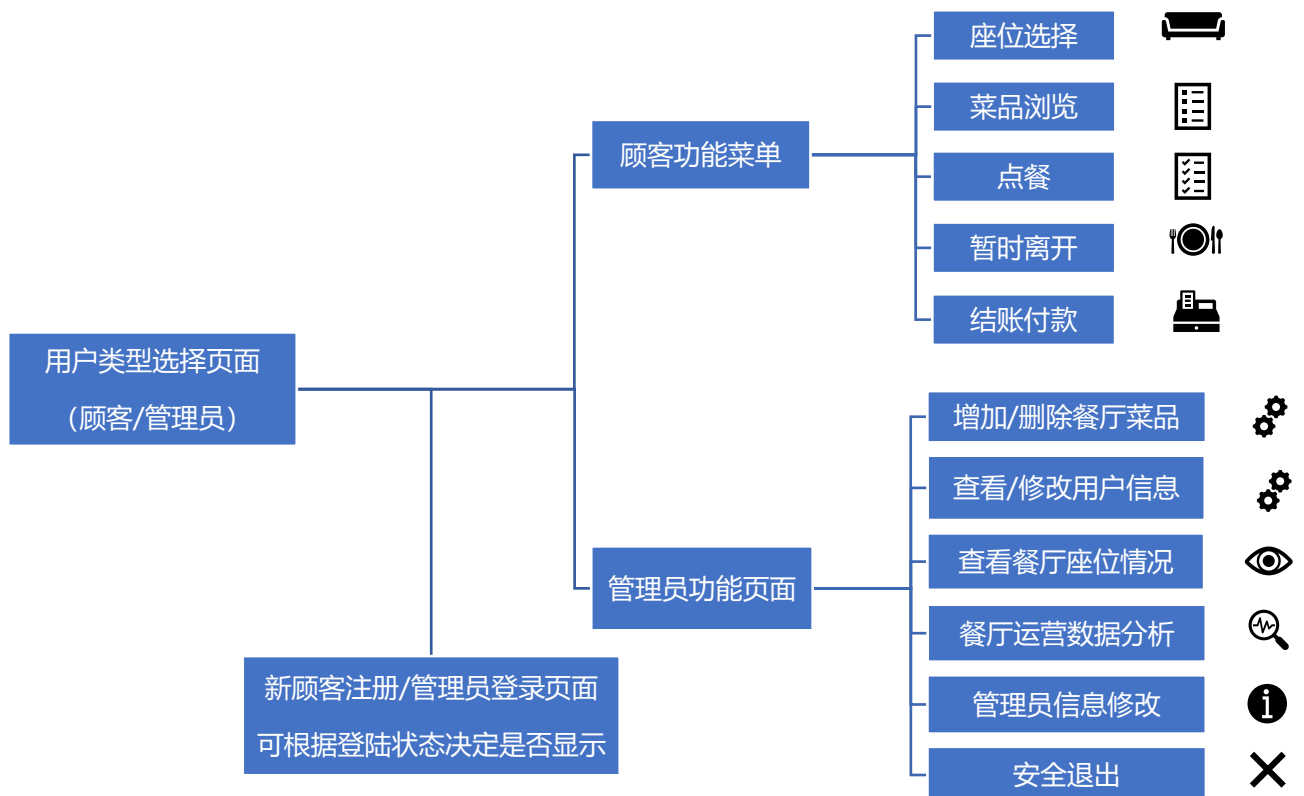 用户类型选择页面
（顾客/管理员）
新顾客注册/管理员登录页面
可根据登陆状态决定是否显示
顾客功能菜单
座位选择
菜品浏览
点餐
暂时离开
结账付款
管理员功能页面
增加/删除餐厅菜品
查看/修改用户信息
查看餐厅座位情况
餐厅运营数据分析
管理员信息修改
安全退出